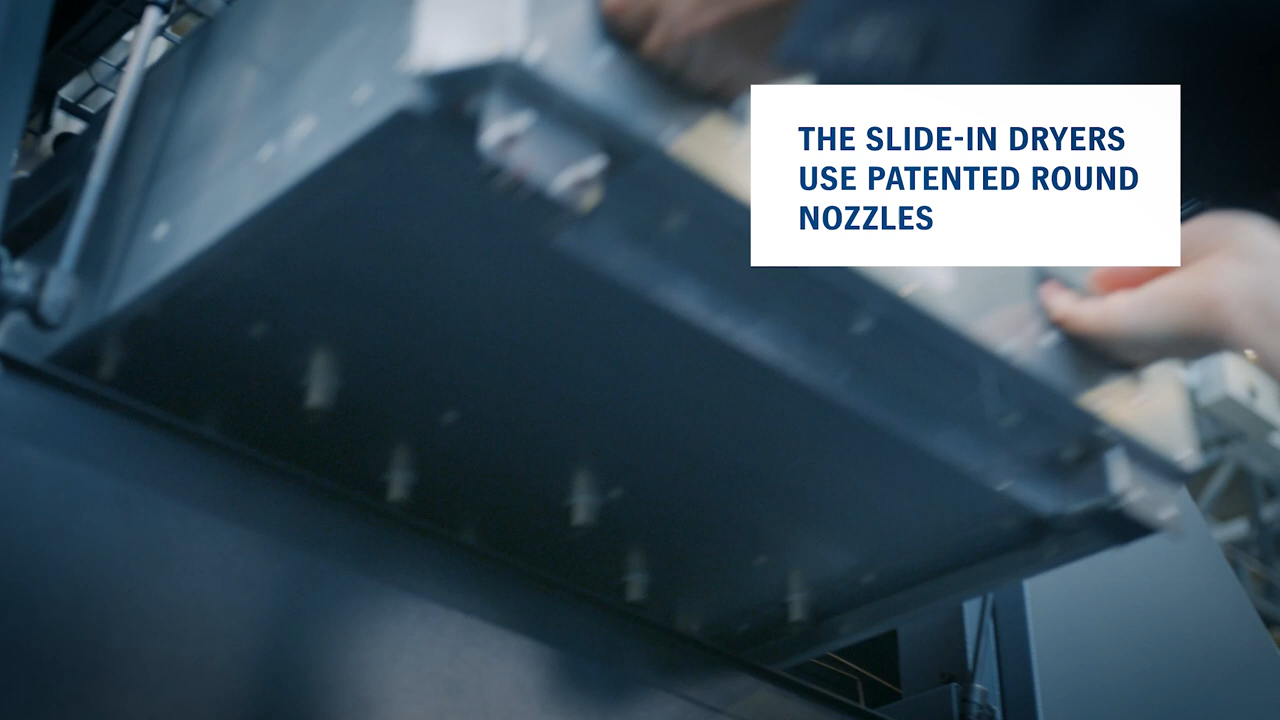 THE SLIDE-IN DRYERS
USE PATENTED ROUND
NOZZLES